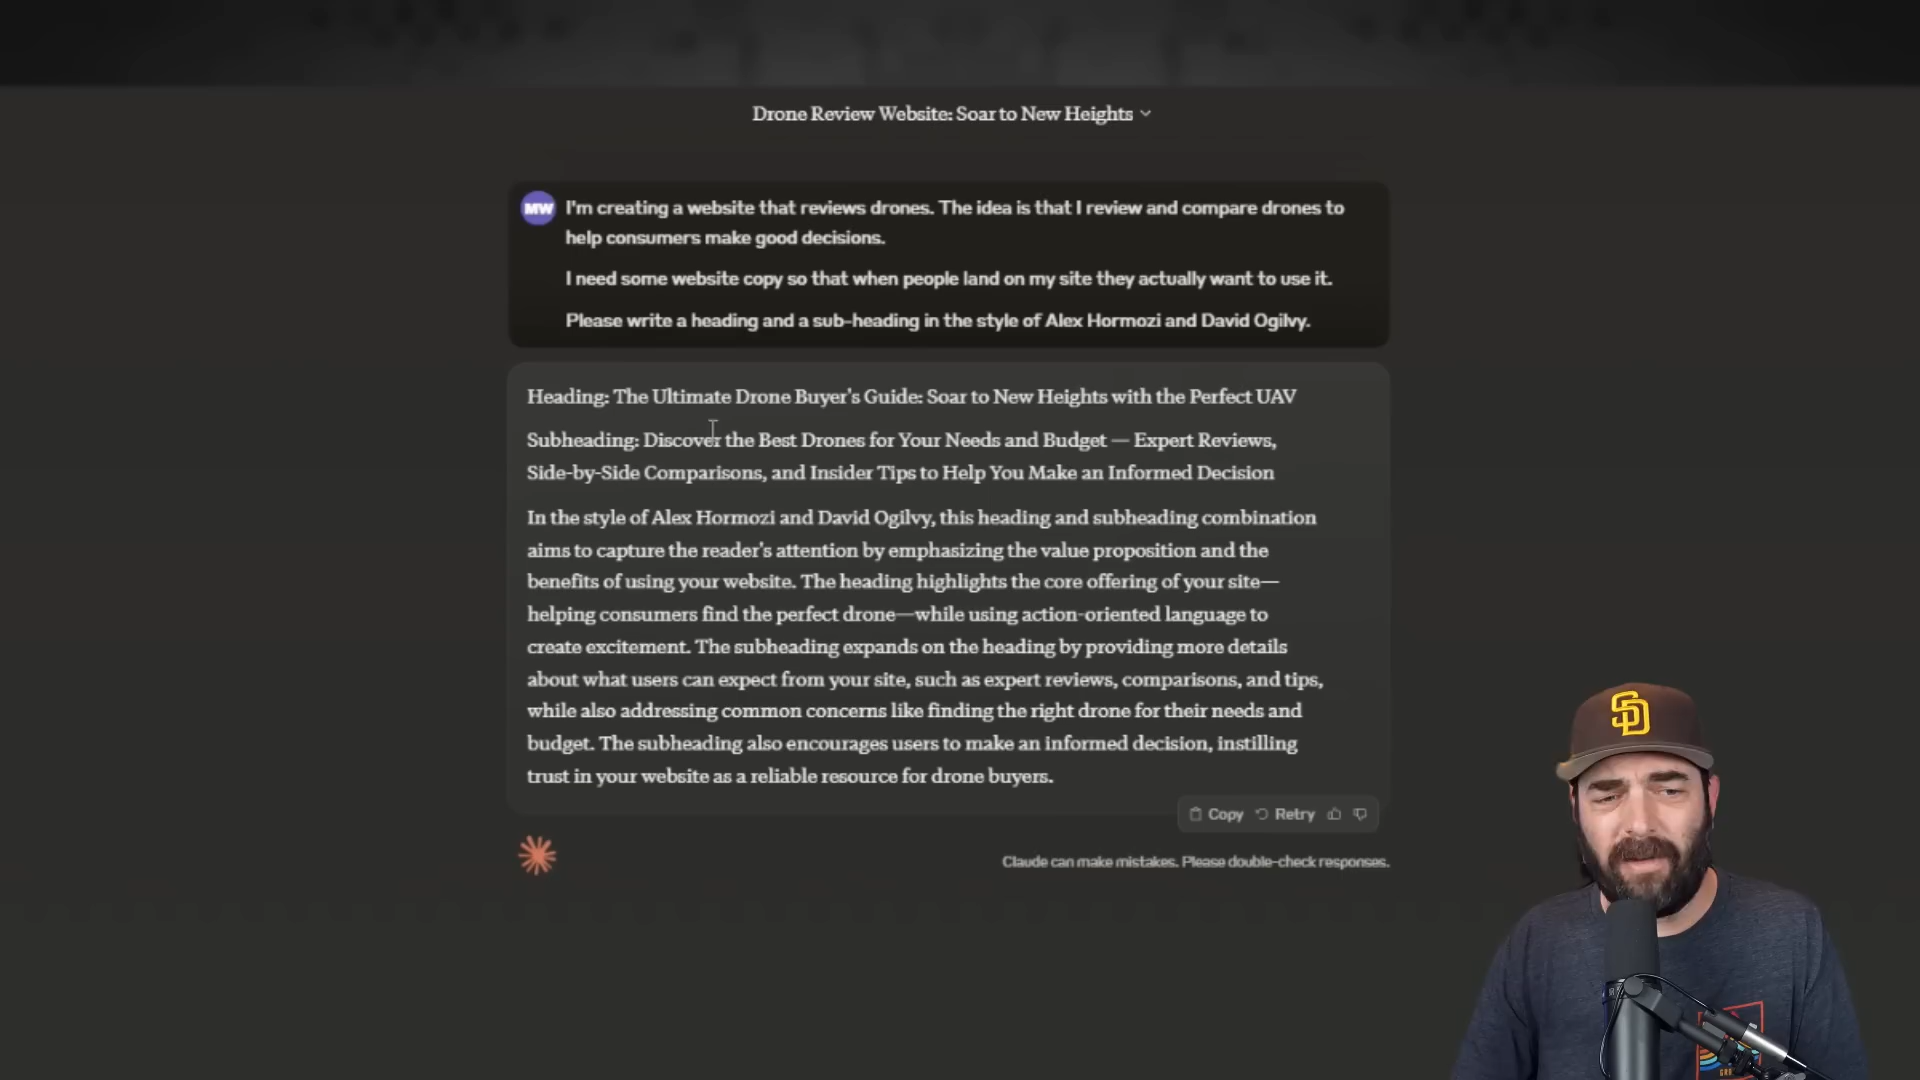 Drone Review Website: Soar to New Heights
MW
I'm creating a website that reviews drones. The idea is that I review and compare drones to
help consumers make good decisions.
I need some website copy so that when people land on my site they actually want to use it.
Please write a heading and a sub-heading in the style of Alex Hormozi and David Ogilvy.
Heading: The Ultimate Drone Buyer's Guide: Soar to New Heights with the Perfect UAV
Subheading: Discover the Best Drones for Your Needs and Budget — Expert Reviews,
Side-by-Side Comparisons, and Insider Tips to Help You Make an Informed Decision
In the style of Alex Hormozi and David Ogilvy, this heading and subheading combination
aims to capture the reader's attention by emphasizing the value proposition and the
benefits of using your website. The heading highlights the core offering of your site—
helping consumers find the perfect drone—while using action-oriented language to
create excitement. The subheading expands on the heading by providing more details
about what users can expect from your site, such as expert reviews, comparisons, and tips,
while also addressing common concerns like finding the right drone for their needs and
budget. The subheading also encourages users to make an informed decision, instilling
trust in your website as a reliable resource for drone buyers.
Copy Retry
Claude can make mistakes. Please double-check responses.
SD